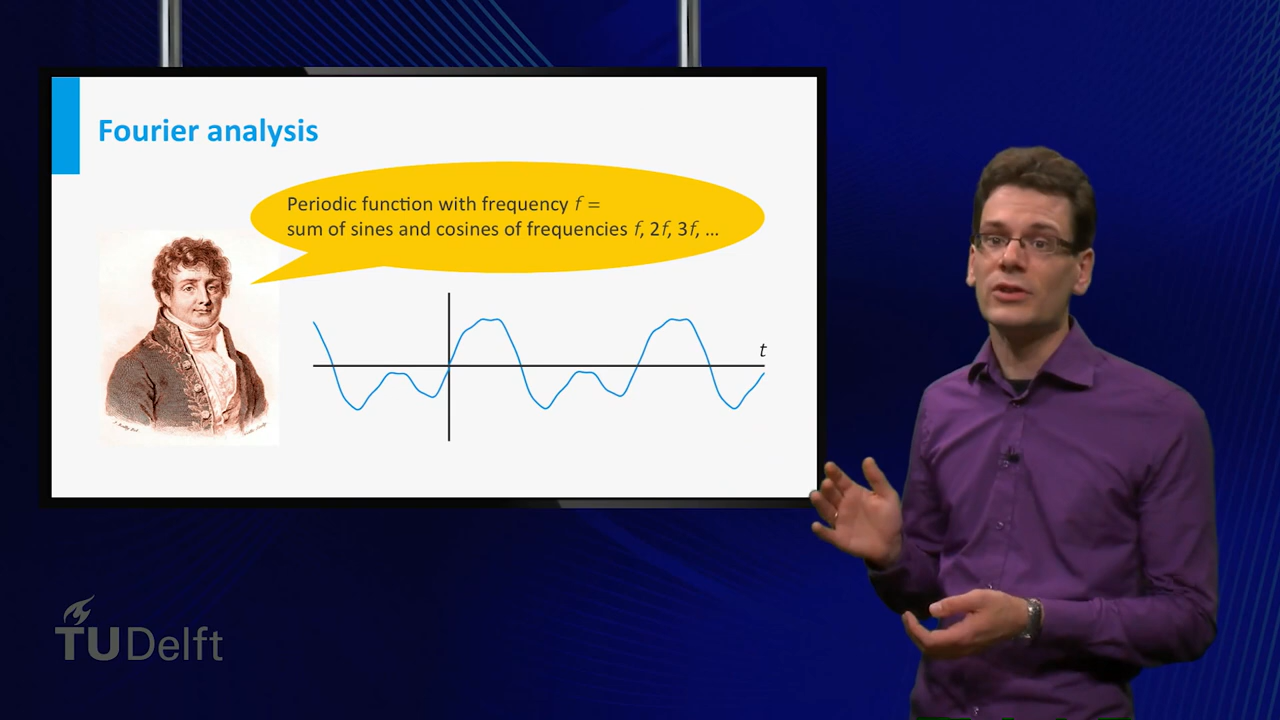 Fourier analysis
Periodic function with frequency f =
sum of sines and cosines of frequencies f, 2f, 3f, ...
t
TUDelft